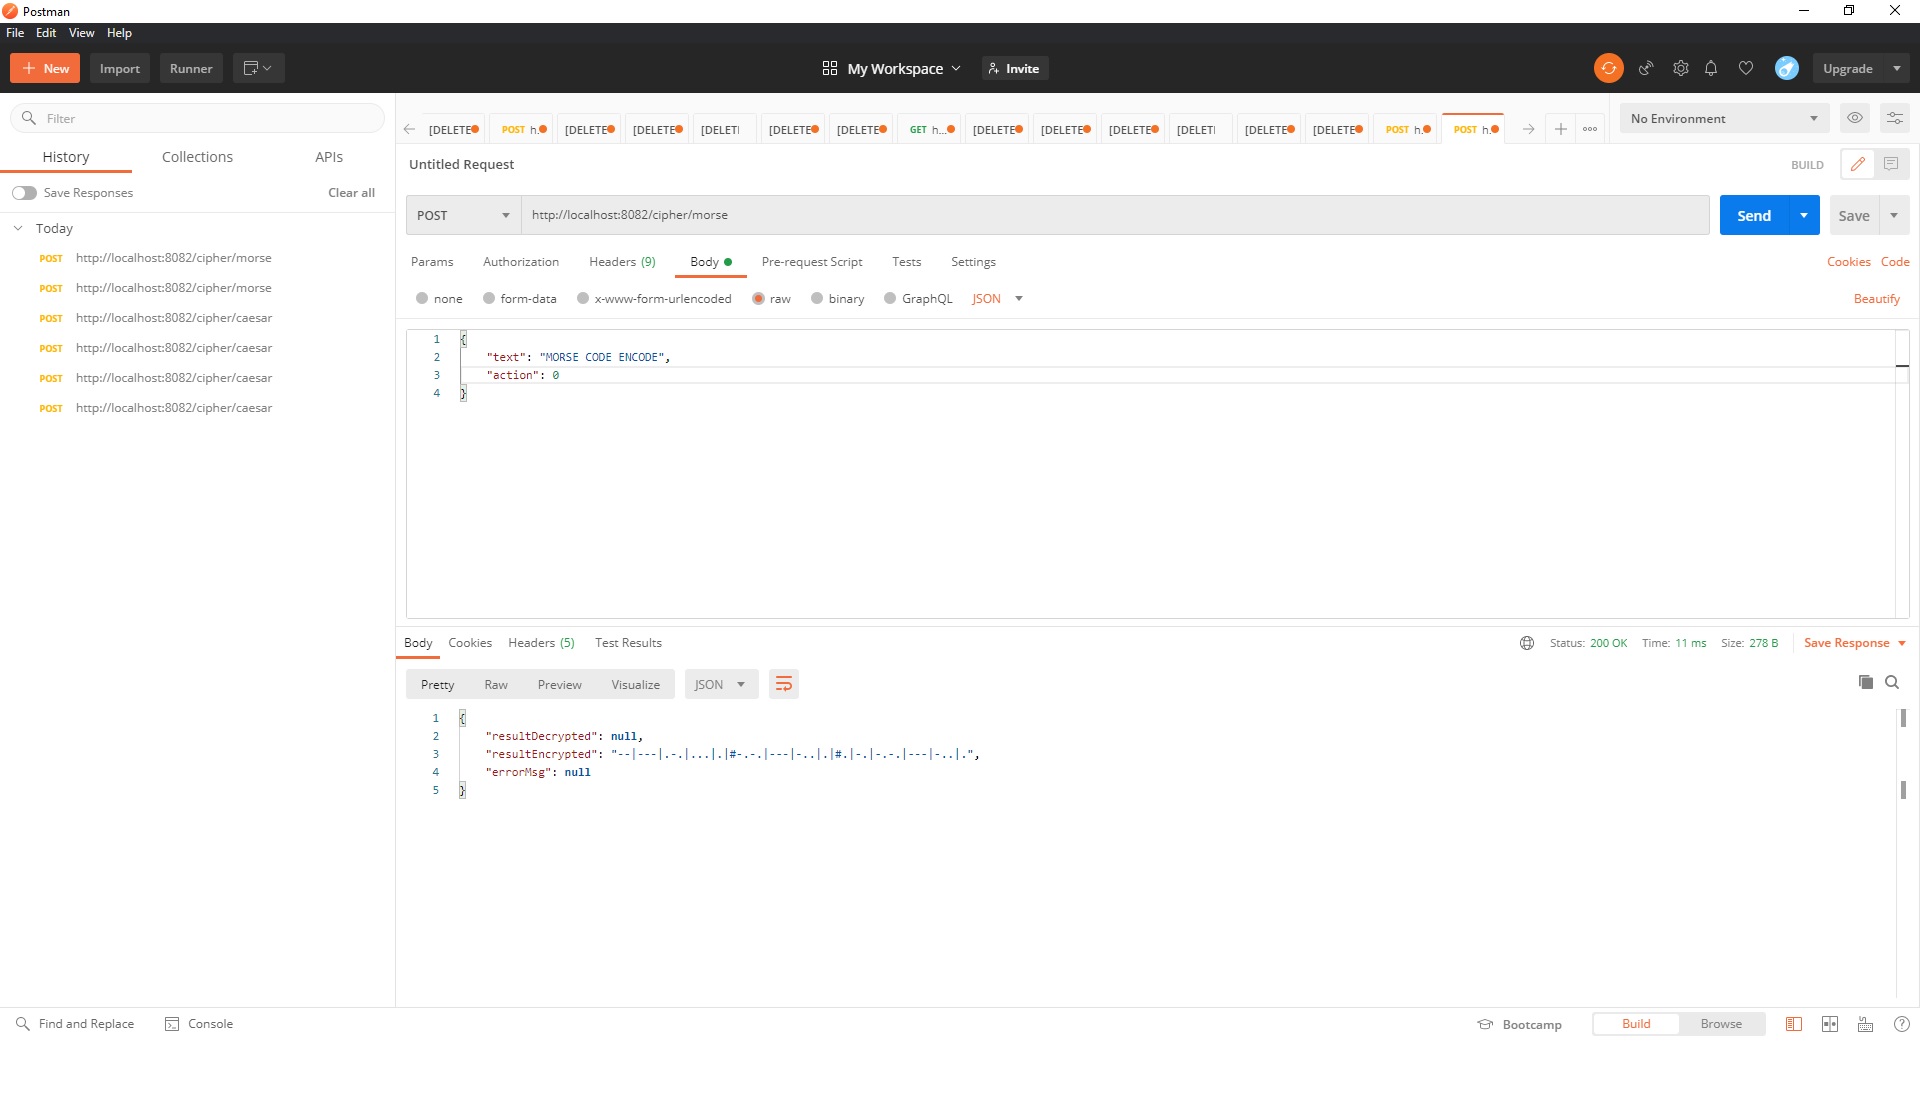 Postman
File Edit View Help
New Import Runner My Workspace Invite Upgrade
Filter
History Collections APIs
Save Responses Clear all
Today
POST http://localhost:8082/cipher/morse
POST http://localhost:8082/cipher/morse
POST http://localhost:8082/cipher/caesar
POST http://localhost:8082/cipher/caesar
POST http://localhost:8082/cipher/caesar
POST http://localhost:8082/cipher/caesar
[DELETE POST h. [DELETE [DELETE [DELETE [DELETE [DELETE GET h... [DELETE [DELETE [DELETE [DELETE [DELETE [DELETE POST h. POST h. No Environment
Untitled Request BUILD
POST http://localhost:8082/cipher/morse Send Save
Params Authorization Headers (9) Body Pre-request Script Tests Settings Cookies Code
none form-data x-www-form-urlencoded raw binary GraphQL JSON Beautify
1 {
2 "text": "MORSE CODE ENCODE",
3 "action": 0
4 }
Body Cookies Headers (5) Test Results Status: 200 OK Time: 11 ms Size: 278 B Save Response
Pretty Raw Preview Visualize JSON
1 {
2 "resultDecrypted": null,
3 "resultEncrypted": "--|---|.-.|...|.|#-.-.|---|-..|.|#.|-.|-.-.|---|-..|.",
4 "errorMsg": null
5 }
Find and Replace Console Bootcamp Build Browse